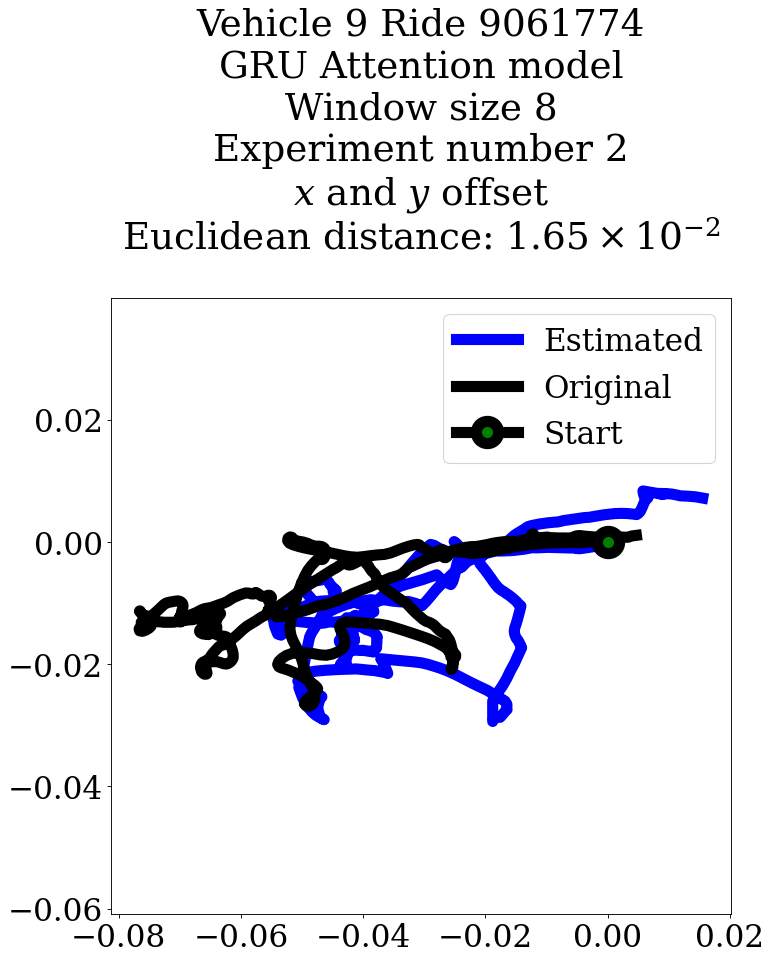 Vehicle 9 Ride 9061774
GRU Attention model
Window size 8
Experiment number 2
x and y offset
Euclidean distance: 1.65 × 10⁻²
Estimated
Original
Start
0.02
0.00
−0.02
−0.04
−0.06
−0.08 −0.06 −0.04 −0.02 0.00 0.02